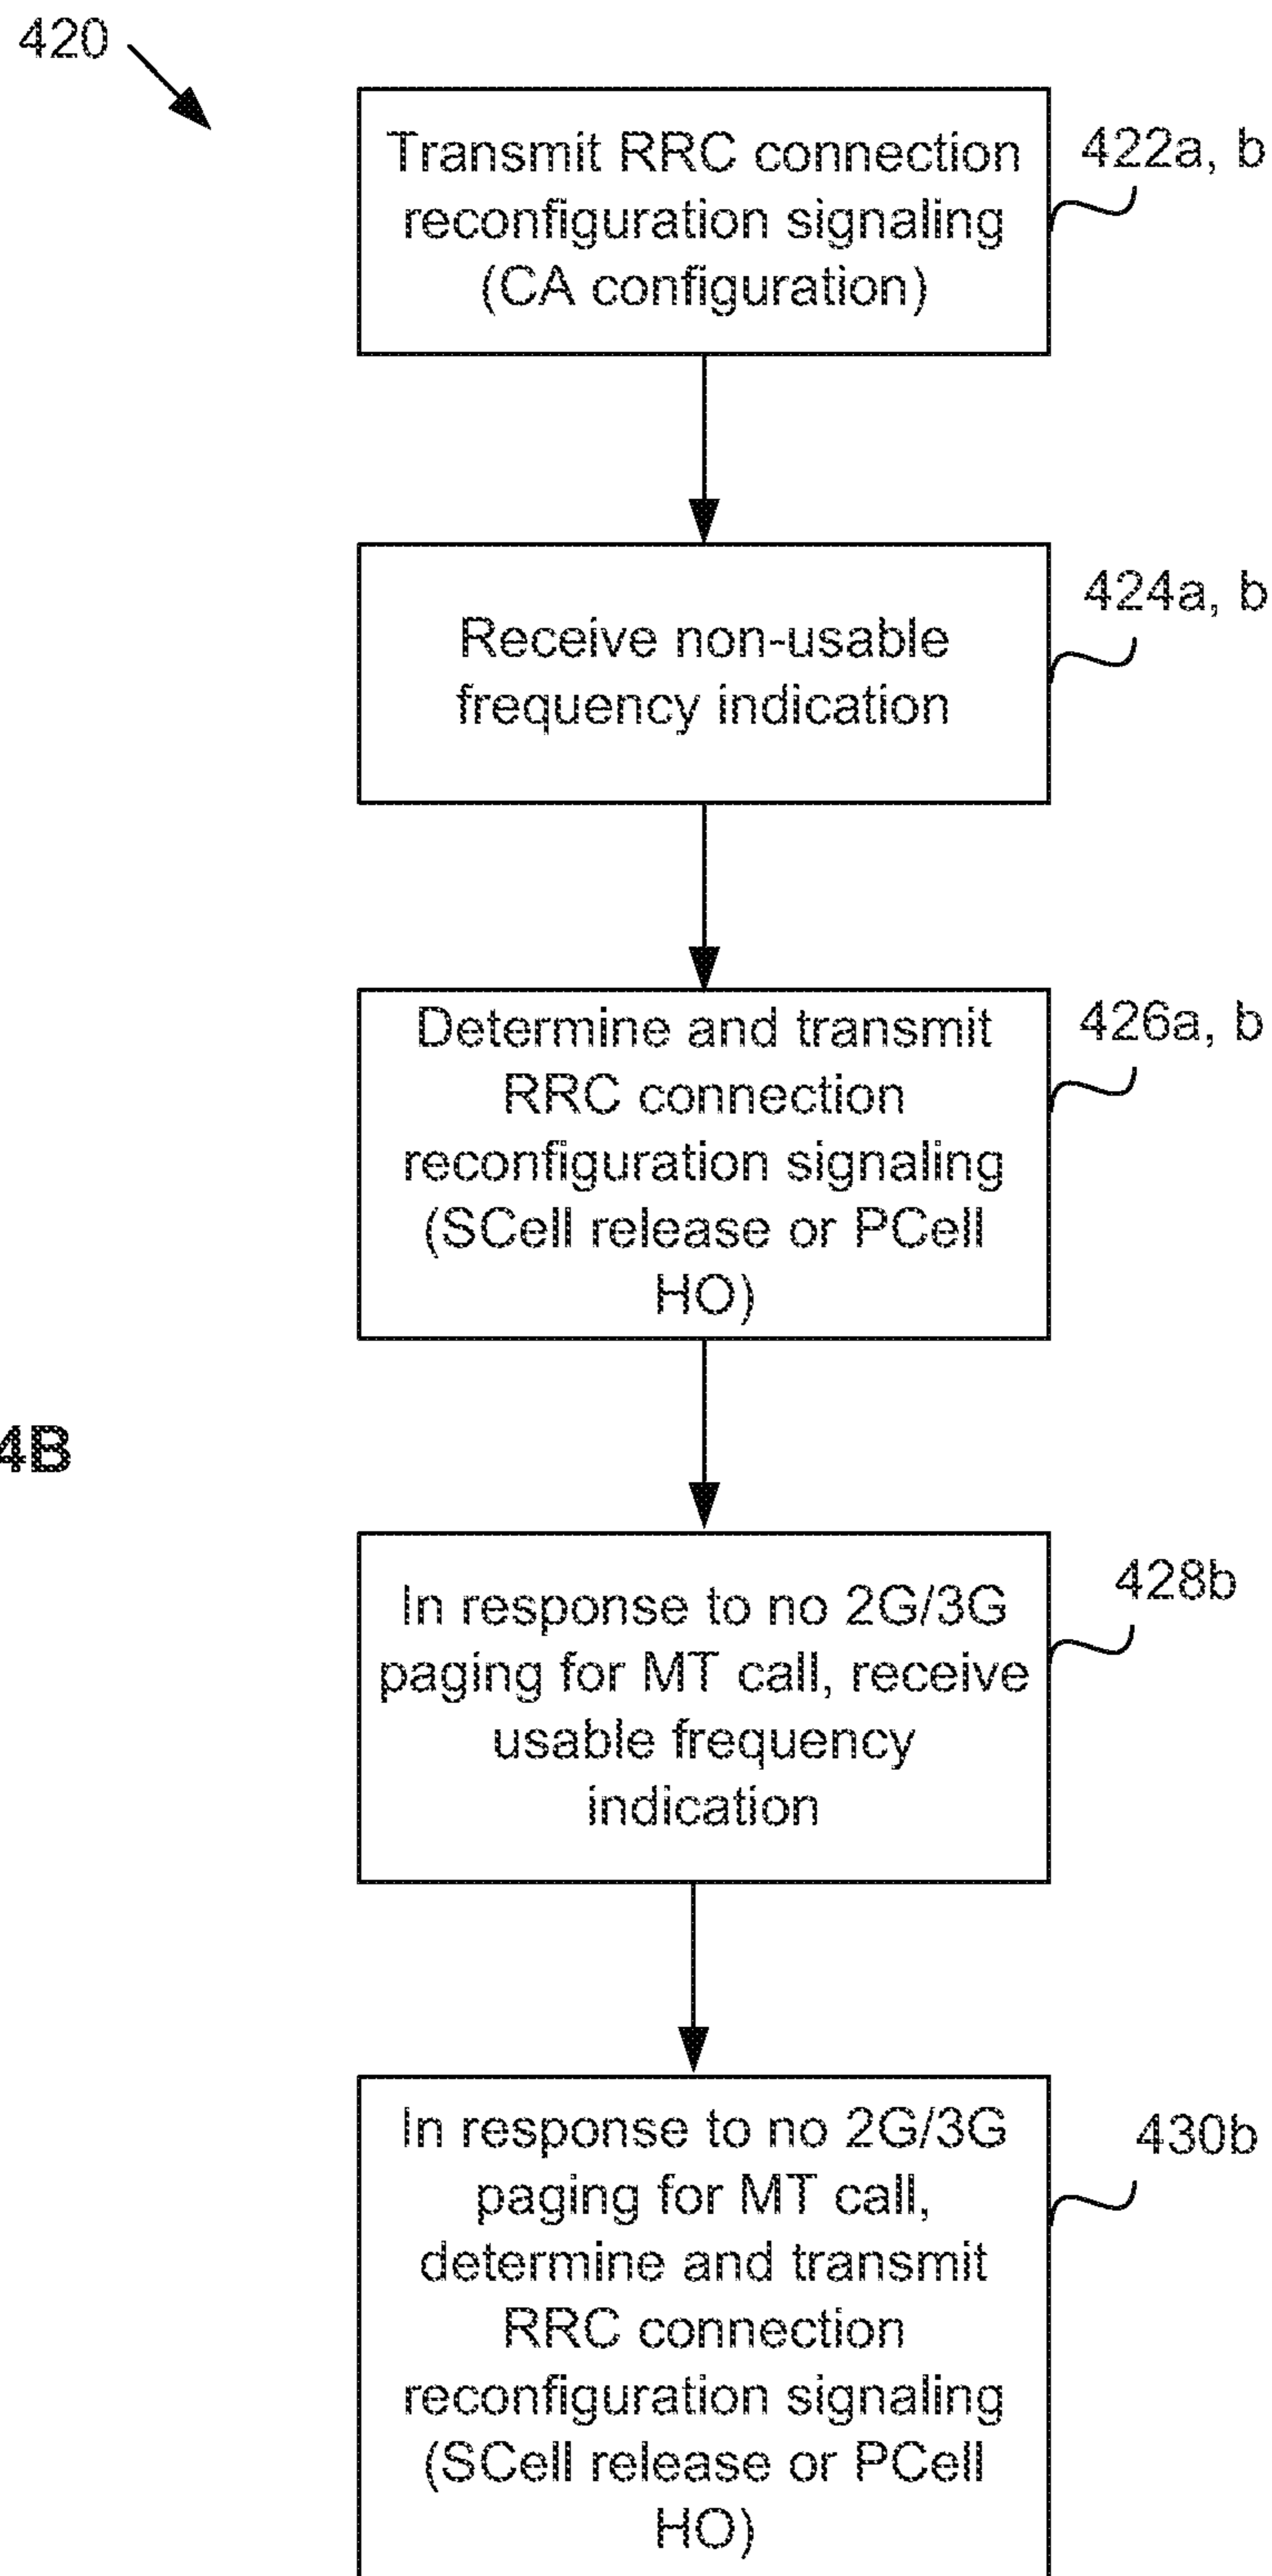 420
Transmit RRC connection
reconfiguration signaling
(CA configuration)
422a, b
Receive non-usable
frequency indication
424a, b
Determine and transmit
RRC connection
reconfiguration signaling
(SCell release or PCell
HO)
426a, b
4B
In response to no 2G/3G
paging for MT call, receive
usable frequency
indication
428b
In response to no 2G/3G
paging for MT call,
determine and transmit
RRC connection
reconfiguration signaling
(SCell release or PCell
HO)
430b